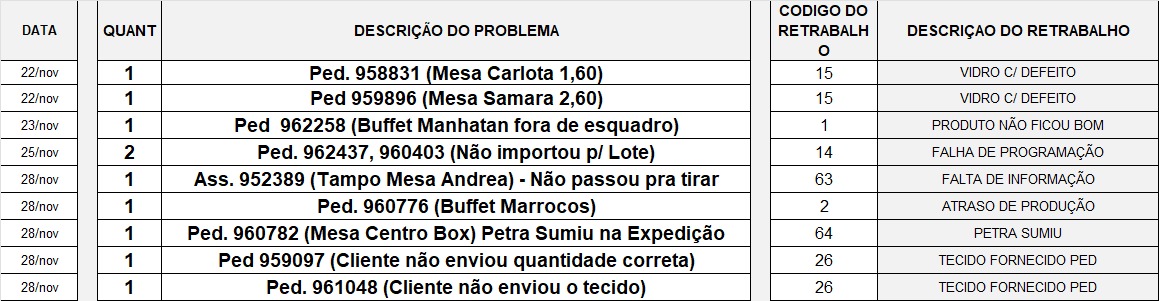 DATA QUANT DESCRIÇÃO DO PROBLEMA CODIGO DO RETRABALHO DESCRIÇAO DO RETRABALHO
22/nov 1 Ped. 958831 (Mesa Carlota 1,60) 15 VIDRO C/ DEFEITO
22/nov 1 Ped 959896 (Mesa Samara 2,60) 15 VIDRO C/ DEFEITO
23/nov 1 Ped  962258 (Buffet Manhatan fora de esquadro) 1 PRODUTO NÃO FICOU BOM
25/nov 2 Ped. 962437, 960403 (Não importou p/ Lote) 14 FALHA DE PROGRAMAÇÃO
28/nov 1 Ass. 952389 (Tampo Mesa Andrea) - Não passou pra tirar 63 FALTA DE INFORMAÇÃO
28/nov 1 Ped. 960776 (Buffet Marrocos) 2 ATRASO DE PRODUÇÃO
28/nov 1 Ped. 960782 (Mesa Centro Box) Petra Sumiu na Expedição 64 PETRA SUMIU
28/nov 1 Ped 959097 (Cliente não enviou quantidade correta) 26 TECIDO FORNECIDO PED
28/nov 1 Ped. 961048 (Cliente não enviou o tecido) 26 TECIDO FORNECIDO PED